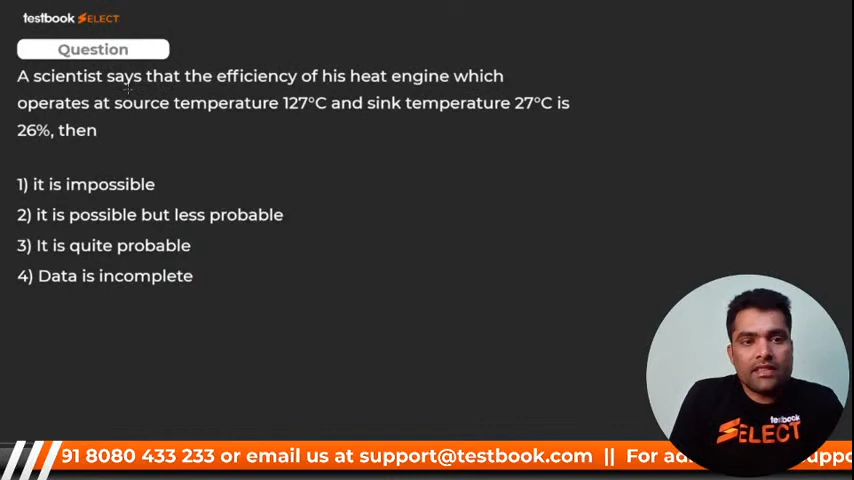 testbook SELECT
Question
A scientist says that the efficiency of his heat engine which
operates at source temperature 127°C and sink temperature 27°C is
26%, then
1) it is impossible
2) it is possible but less probable
3) It is quite probable
4) Data is incomplete
testbook
SELECT
91 8080 433 233 or email us at support@testbook.com || For